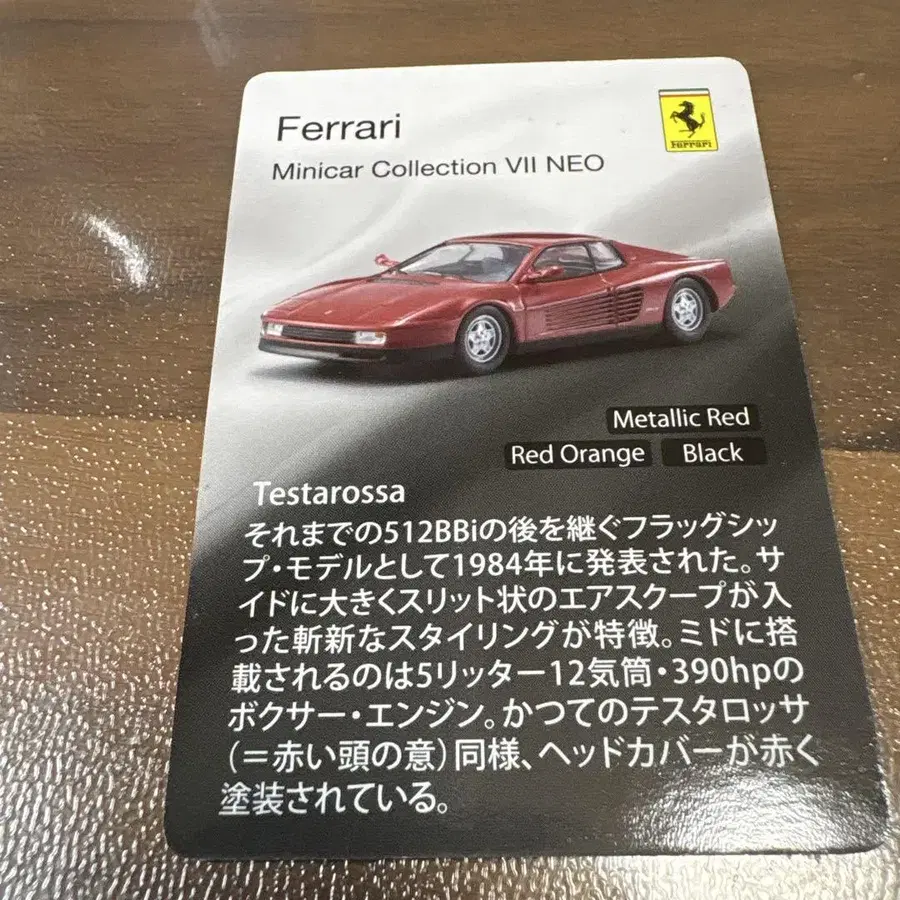 Ferrari
Ferrari
Minicar Collection VII NEO
Metallic Red
Red Orange Black
Testarossa
それまでの512BBiの後を継ぐフラッグシッ
プ・モデルとして1984年に発表された。サ
イドに大きくスリット状のエアスクープが入
った斬新なスタイリングが特徴。ミドに搭
載されるのは5リッター12気筒・390hpの
ボクサー・エンジン。かつてのテスタロッサ
(=赤い頭の意)同様、ヘッドカバーが赤く
塗装されている。